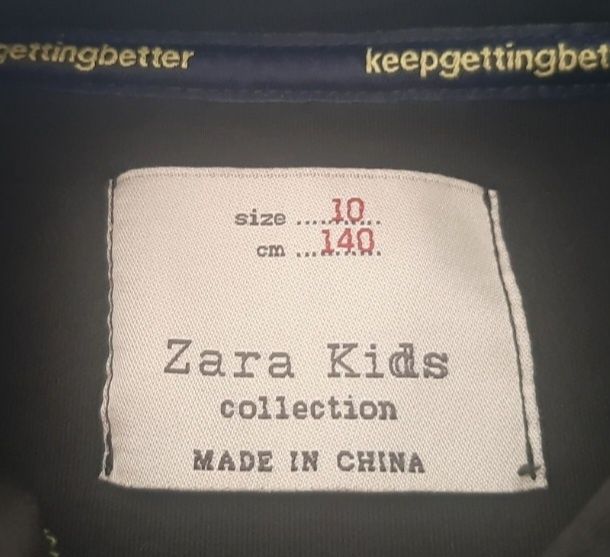 gettingbetter keepgettingbet
size ........... 10
cm ........... 140
Zara Kids
collection
MADE IN CHINA